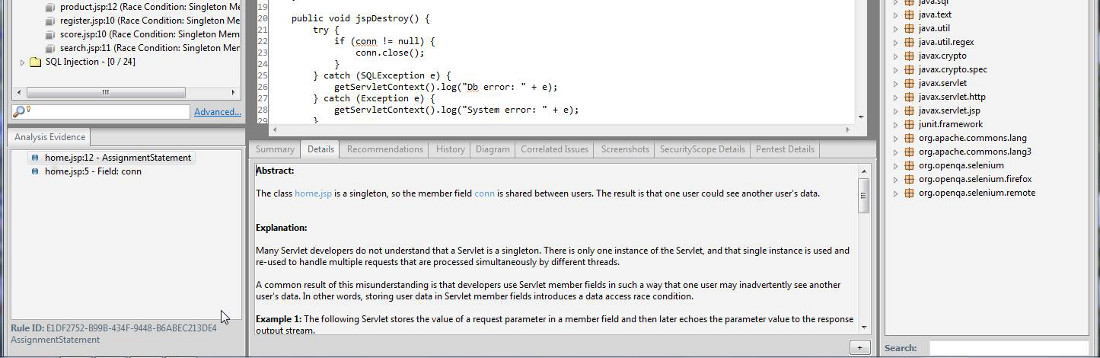 product.jsp:12 (Race Condition: Singleton Me
register.jsp:10 (Race Condition: Singleton M
score.jsp:10 (Race Condition: Singleton Mem
search.jsp:11 (Race Condition: Singleton Mer
SQL Injection - [0 / 24]
Advanced...
Analysis Evidence
home.jsp:12 - AssignmentStatement
home.jsp:5 - Field: conn
Rule ID: E1DF2752-B99B-434F-9448-B6ABEC213DE4
AssignmentStatement
19
20 public void jspDestroy() {
21 try {
22 if (conn != null) {
23 conn.close();
24 }
25 } catch (SQLException e) {
26 getServletContext().log("Db error: " + e);
27 } catch (Exception e) {
28 getServletContext().log("System error: " + e);
29 }
Summary Details Recommendations History Diagram Correlated Issues Screenshots SecurityScope Details Pentest Details
Abstract:
The class home.jsp is a singleton, so the member field conn is shared between users. The result is that one user could see another user's data.
Explanation:
Many Servlet developers do not understand that a Servlet is a singleton. There is only one instance of the Servlet, and that single instance is used and
re-used to handle multiple requests that are processed simultaneously by different threads.
A common result of this misunderstanding is that developers use Servlet member fields in such a way that one user may inadvertently see another
user's data. In other words, storing user data in Servlet member fields introduces a data access race condition.
Example 1: The following Servlet stores the value of a request parameter in a member field and then later echoes the parameter value to the response
output stream.
java.sql
java.text
java.util
java.util.regex
javax.crypto
javax.crypto.spec
javax.servlet
javax.servlet.http
javax.servlet.jsp
junit.framework
org.apache.commons.lang
org.apache.commons.lang3
org.openqa.selenium
org.openqa.selenium.firefox
org.openqa.selenium.remote
Search: